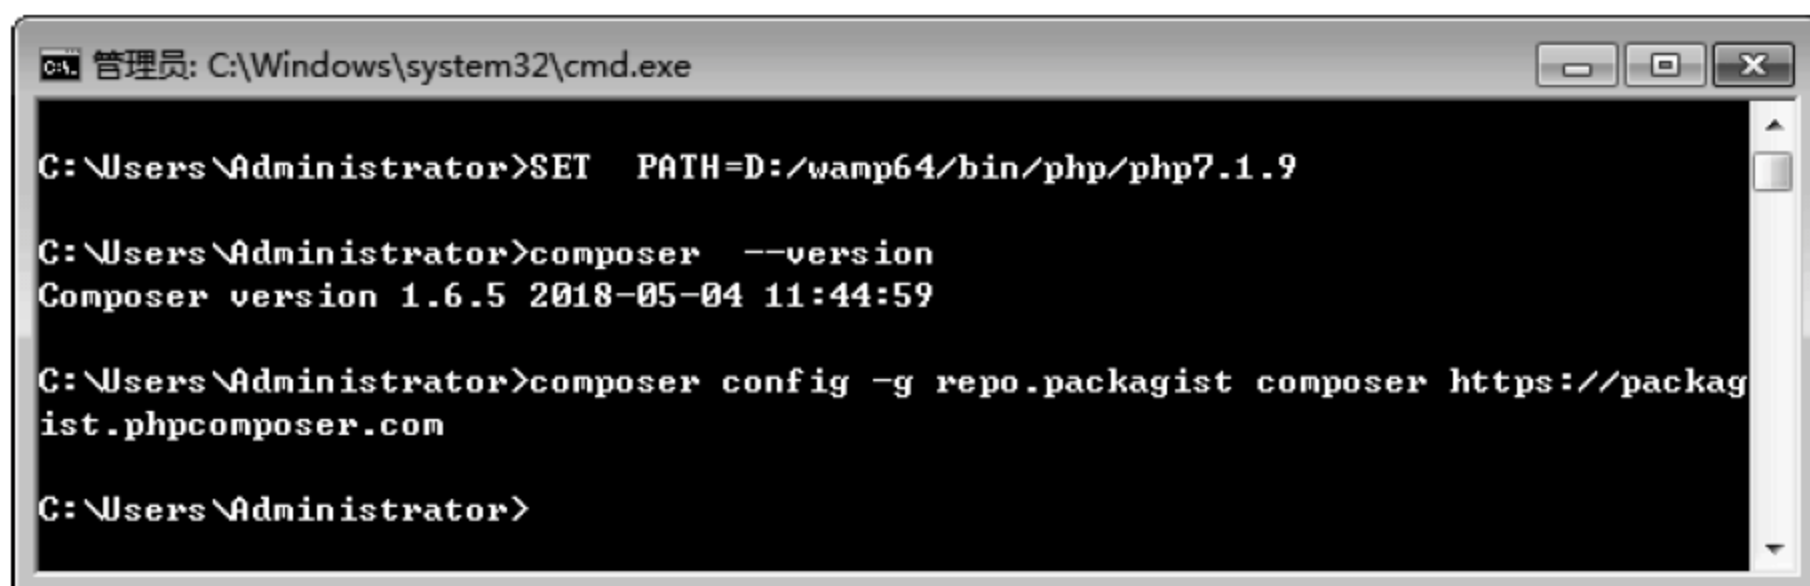 管理员: C:\Windows\system32\cmd.exe
C:\Users\Administrator>SET  PATH=D:/wamp64/bin/php/php7.1.9
C:\Users\Administrator>composer  --version
Composer version 1.6.5 2018-05-04 11:44:59
C:\Users\Administrator>composer config -g repo.packagist composer https://packag
ist.phpcomposer.com
C:\Users\Administrator>